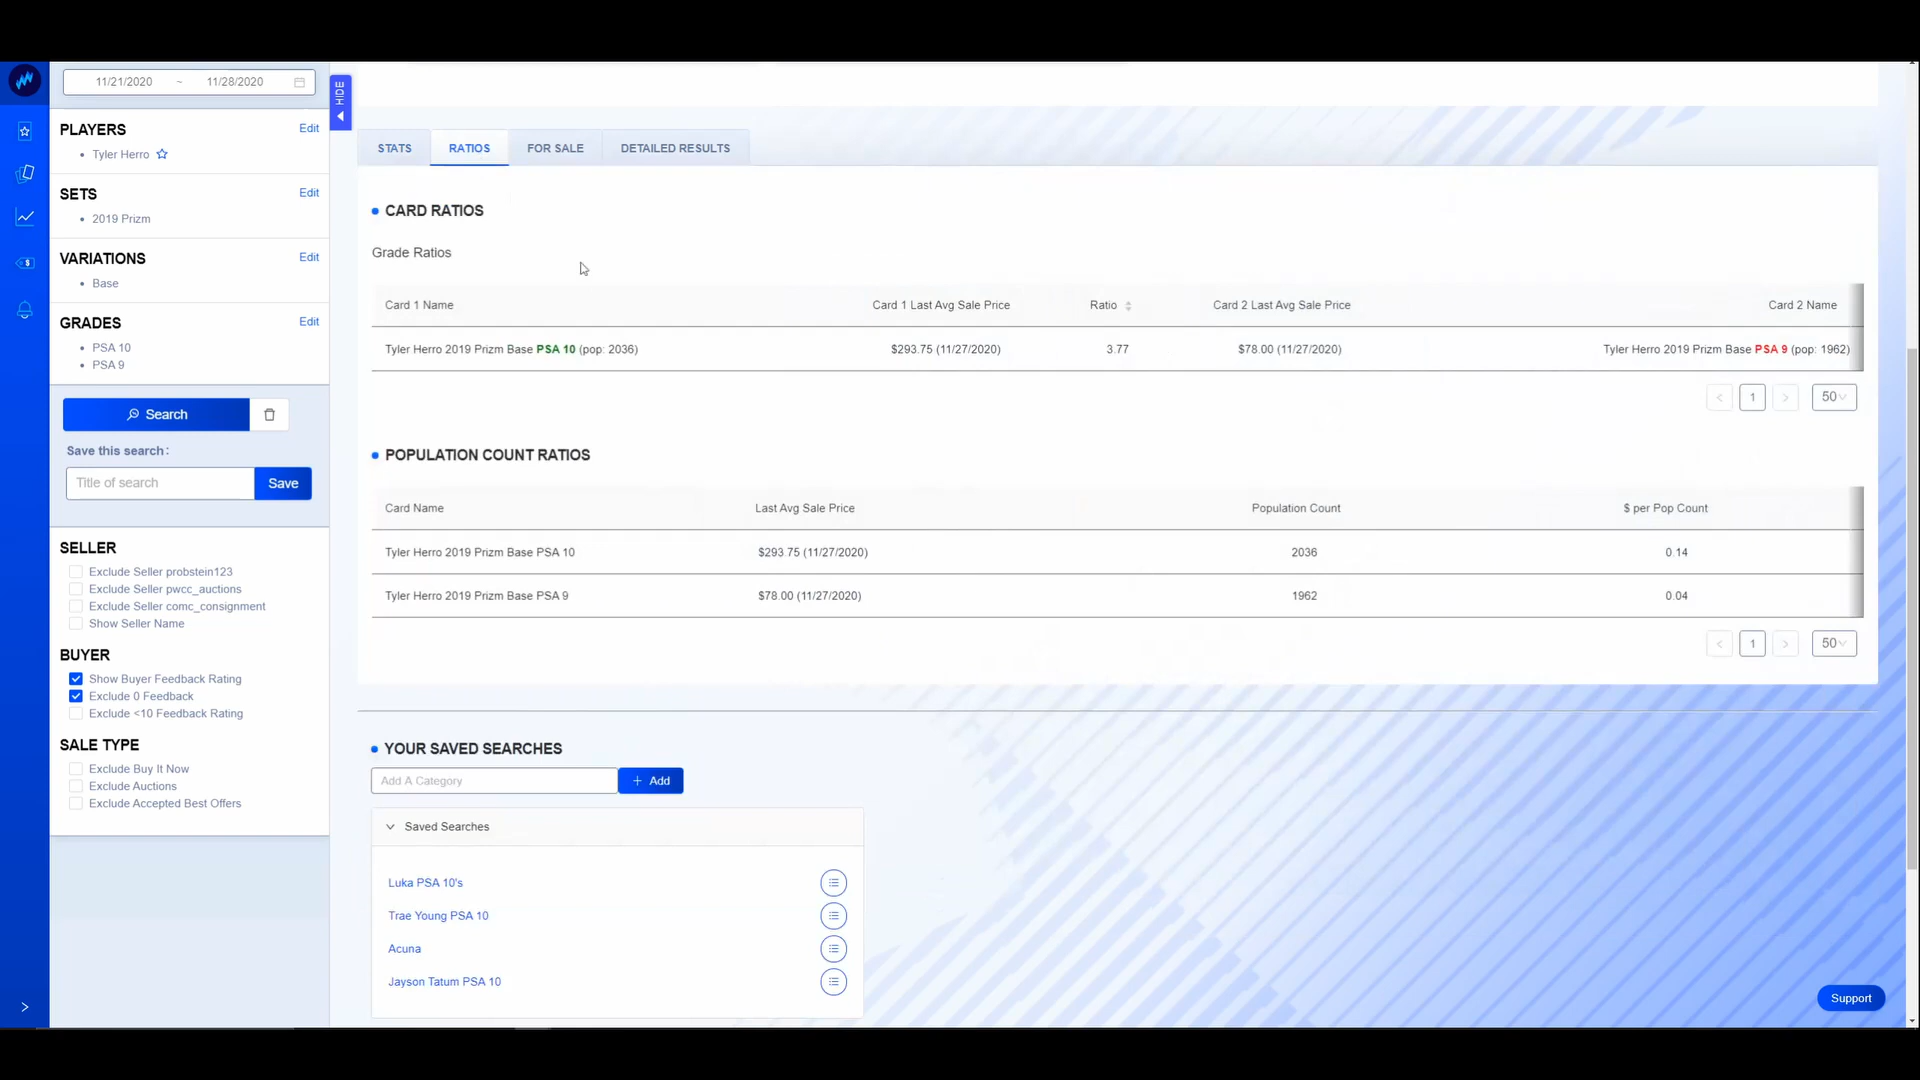 11/21/2020 ~ 11/28/2020
HIDE
PLAYERS Edit
Tyler Herro
SETS Edit
2019 Prizm
VARIATIONS Edit
Base
GRADES Edit
PSA 10
PSA 9
Search
Save this search:
Title of search Save
SELLER
Exclude Seller probstein123
Exclude Seller pwcc_auctions
Exclude Seller comc_consignment
Show Seller Name
BUYER
Show Buyer Feedback Rating
Exclude 0 Feedback
Exclude <10 Feedback Rating
SALE TYPE
Exclude Buy It Now
Exclude Auctions
Exclude Accepted Best Offers
STATS RATIOS FOR SALE DETAILED RESULTS
CARD RATIOS
Grade Ratios
Card 1 Name Card 1 Last Avg Sale Price Ratio Card 2 Last Avg Sale Price Card 2 Name
Tyler Herro 2019 Prizm Base PSA 10 (pop: 2036) $293.75 (11/27/2020) 3.77 $78.00 (11/27/2020) Tyler Herro 2019 Prizm Base PSA 9 (pop: 1962)
< 1 > 50
POPULATION COUNT RATIOS
Card Name Last Avg Sale Price Population Count $ per Pop Count
Tyler Herro 2019 Prizm Base PSA 10 $293.75 (11/27/2020) 2036 0.14
Tyler Herro 2019 Prizm Base PSA 9 $78.00 (11/27/2020) 1962 0.04
< 1 > 50
YOUR SAVED SEARCHES
Add A Category + Add
Saved Searches
Luka PSA 10's
Trae Young PSA 10
Acuna
Jayson Tatum PSA 10
Support